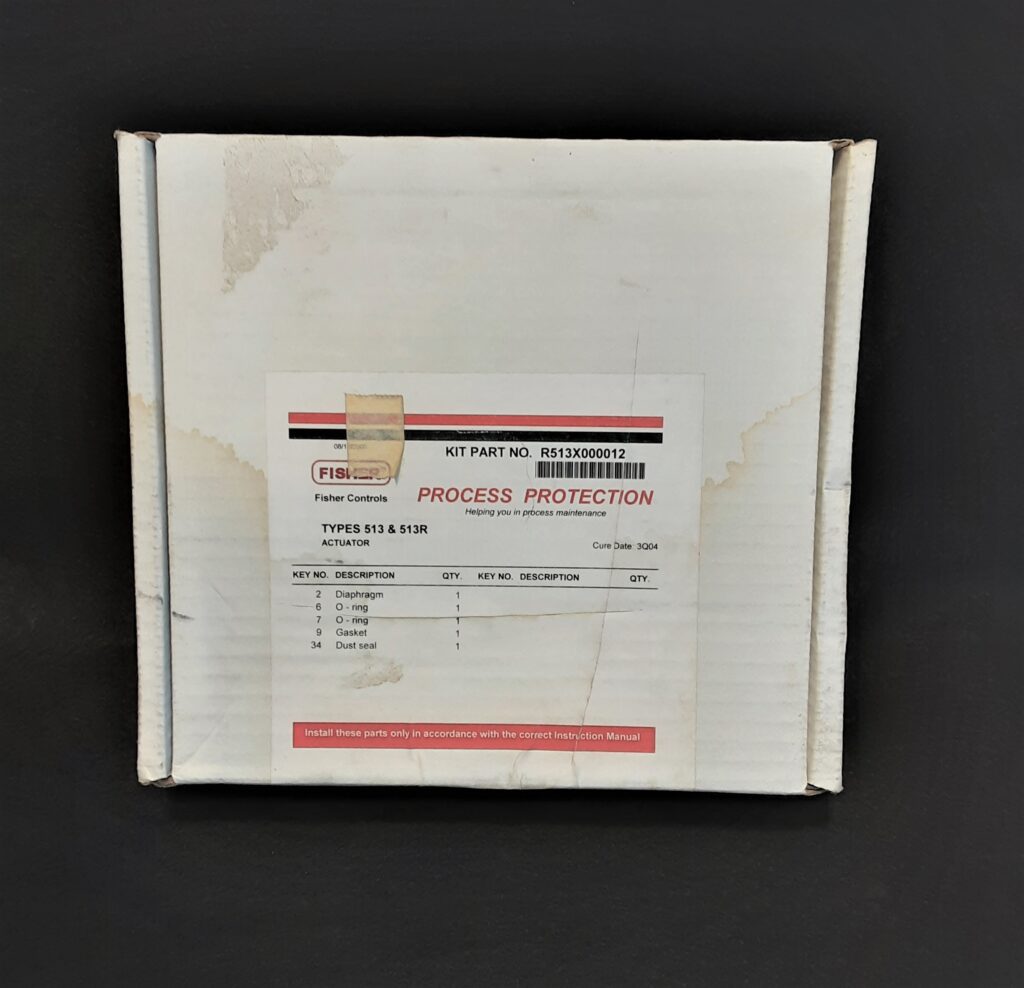 08/1
KIT PART NO. R513X000012
FISHER
Fisher Controls
PROCESS PROTECTION
Helping you in process maintenance
TYPES 513 & 513R
ACTUATOR
Cure Date: 3Q04
KEY NO. DESCRIPTION QTY. KEY NO. DESCRIPTION QTY.
2 Diaphragm 1
6 O - ring 1
7 O - ring 1
9 Gasket 1
34 Dust seal 1
Install these parts only in accordance with the correct Instruction Manual